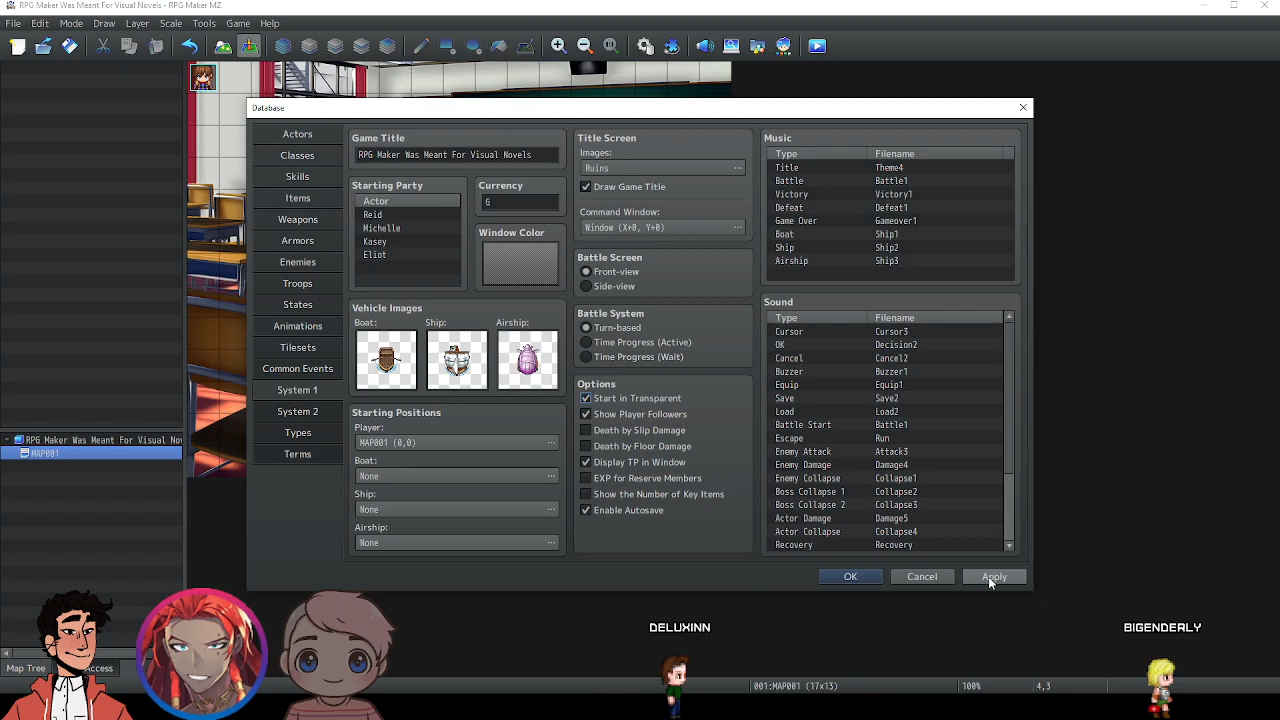 RPG Maker Was Meant For Visual Novels - RPG Maker MZ
File Edit Mode Draw Layer Scale Tools Game Help
Database
Actors
Classes
Skills
Items
Weapons
Armors
Enemies
Troops
States
Animations
Tilesets
Common Events
System 1
System 2
Types
Terms
Game Title
RPG Maker Was Meant For Visual Novels
Starting Party
Actor
Reid
Michelle
Kasey
Eliot
Currency
G
Window Color
Vehicle Images
Boat:
Ship:
Airship:
Starting Positions
Player:
MAP001 (0,0) ...
Boat:
None ...
Ship:
None ...
Airship:
None ...
Title Screen
Images:
Ruins ...
Draw Game Title
Command Window:
Window (X+0, Y+0) ...
Battle Screen
Front-view
Side-view
Battle System
Turn-based
Time Progress (Active)
Time Progress (Wait)
Options
Start in Transparent
Show Player Followers
Death by Slip Damage
Death by Floor Damage
Display TP in Window
EXP for Reserve Members
Show the Number of Key Items
Enable Autosave
Music
Type Filename
Title Theme4
Battle Battle1
Victory Victory1
Defeat Defeat1
Game Over Gameover1
Boat Ship1
Ship Ship2
Airship Ship3
Sound
Type Filename
Cursor Cursor3
OK Decision2
Cancel Cancel2
Buzzer Buzzer1
Equip Equip1
Save Save2
Load Load2
Battle Start Battle1
Escape Run
Enemy Attack Attack3
Enemy Damage Damage4
Enemy Collapse Collapse1
Boss Collapse 1 Collapse2
Boss Collapse 2 Collapse3
Actor Damage Damage5
Actor Collapse Collapse4
Recovery Recovery
OK Cancel Apply
RPG Maker Was Meant For Visual Nov
MAP001
Map Tree
Access
DELUXINN
BIGENDERLY
001:MAP001 (17x13) 100% 4,3